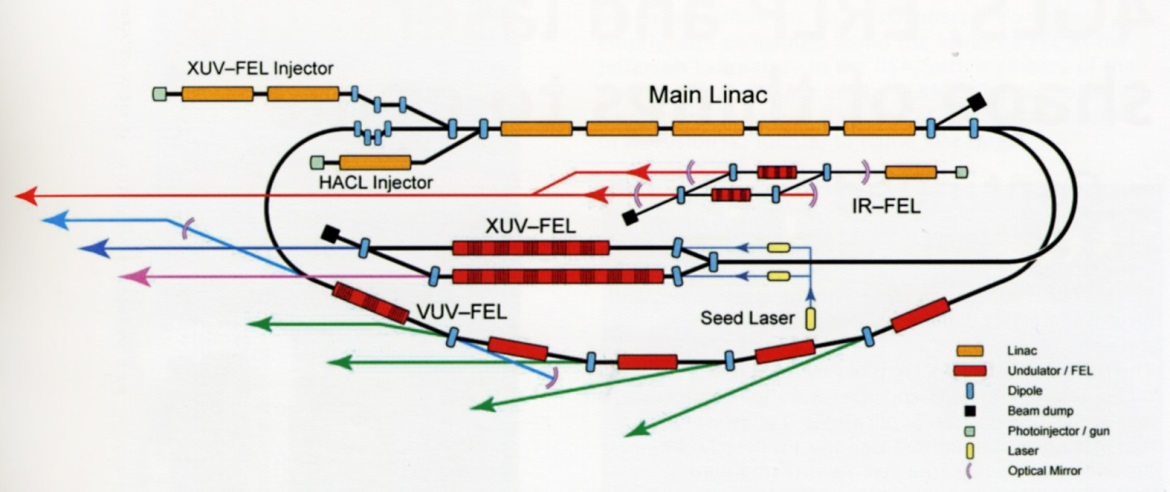 XUV–FEL Injector
Main Linac
HACL Injector
IR–FEL
XUV–FEL
VUV–FEL
Seed Laser
Linac
Undulator / FEL
Dipole
Beam dump
Photoinjector / gun
Laser
Optical Mirror